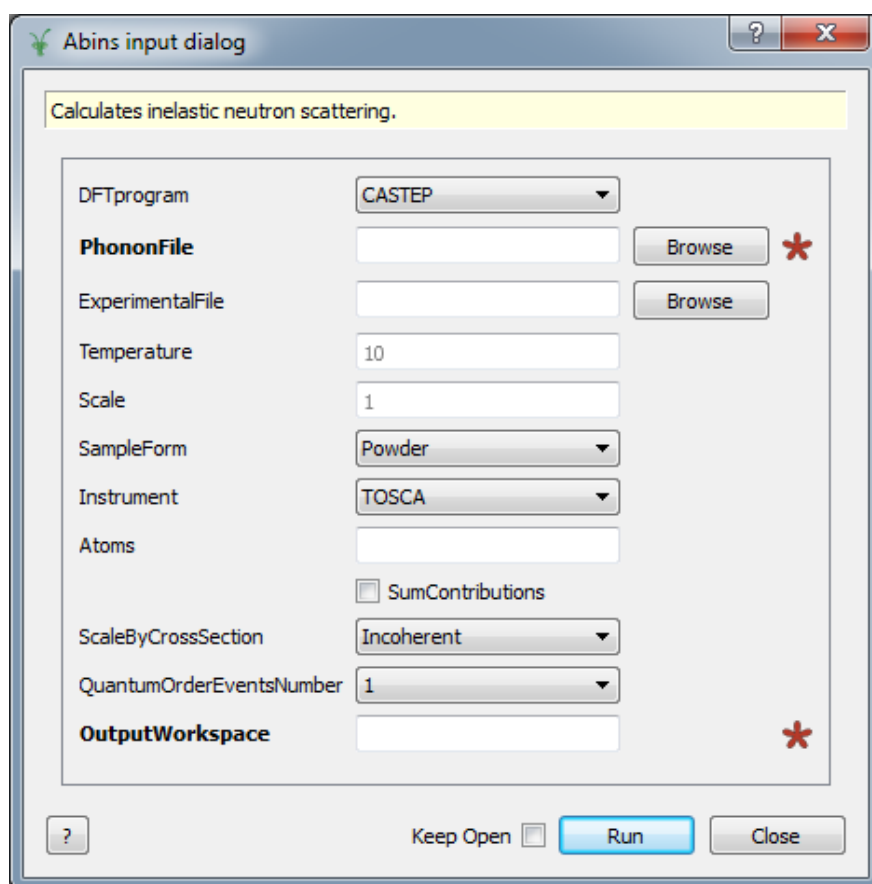 Abins input dialog
?
x
Calculates inelastic neutron scattering.
DFTprogram CASTEP
PhononFile Browse *
ExperimentalFile Browse
Temperature 10
Scale 1
SampleForm Powder
Instrument TOSCA
Atoms
SumContributions
ScaleByCrossSection Incoherent
QuantumOrderEventsNumber 1
OutputWorkspace *
? Keep Open Run Close